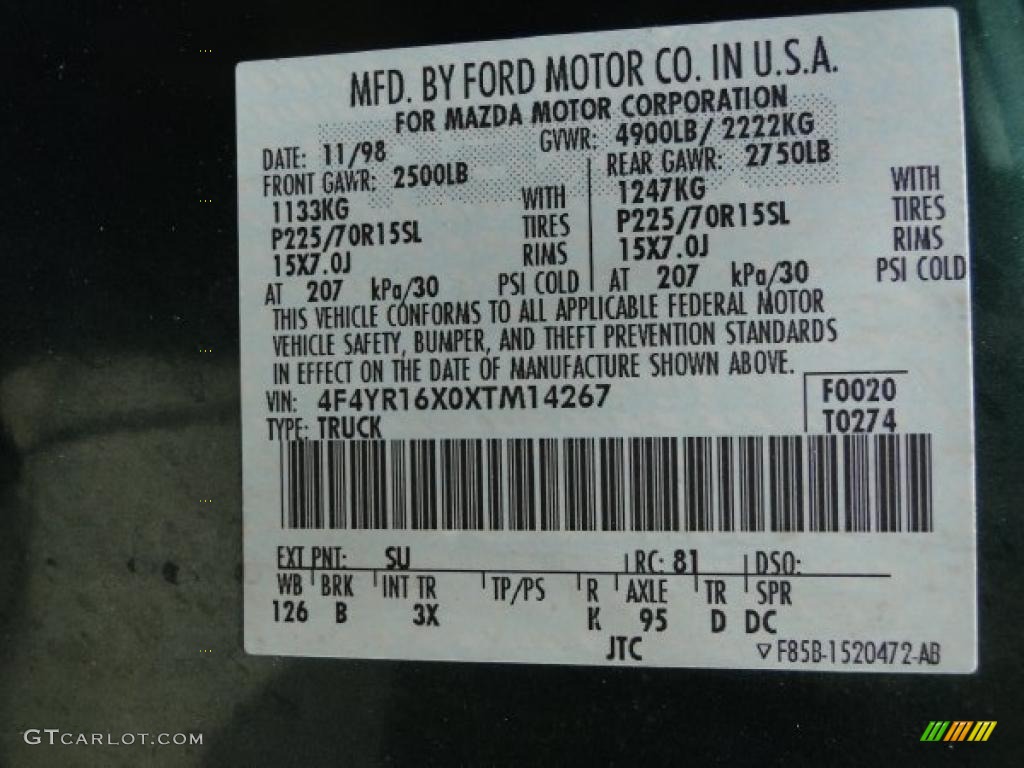 MFD. BY FORD MOTOR CO. IN U.S.A.
FOR MAZDA MOTOR CORPORATION
DATE: 11/98 GVWR: 4900LB/ 2222KG
FRONT GAWR: 2500LB REAR GAWR: 2750LB
1133KG WITH 1247KG WITH
P225/70R15SL TIRES P225/70R15SL TIRES
15X7.0J RIMS 15X7.0J RIMS
AT 207 kPa/30 PSI COLD AT 207 kPa/30 PSI COLD
THIS VEHICLE CONFORMS TO ALL APPLICABLE FEDERAL MOTOR
VEHICLE SAFETY, BUMPER, AND THEFT PREVENTION STANDARDS
IN EFFECT ON THE DATE OF MANUFACTURE SHOWN ABOVE.
VIN: 4F4YR16X0XTM14267 F0020
TYPE: TRUCK T0274
EXT PNT: SU RC: 81 DSO:
WB BRK INT TR TP/PS R AXLE TR SPR
126 B 3X K 95 D DC
JTC F85B-1520472-AB
GTCARLOT.COM